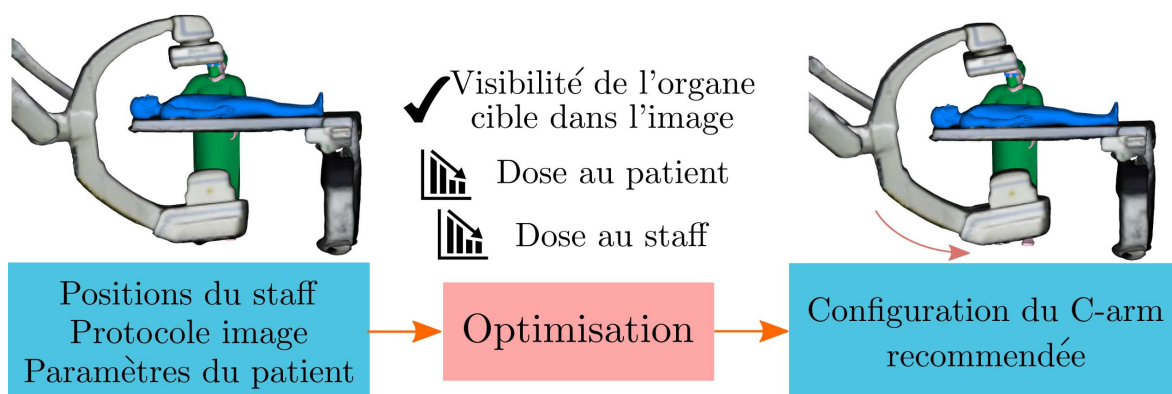 Visibilité de l'organe
cible dans l'image
Dose au patient
Dose au staff
Positions du staff
Protocole image
Paramètres du patient
Optimisation
Configuration du C-arm
recommendée